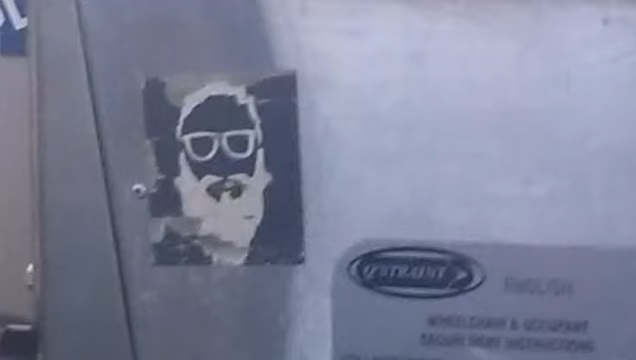 Q'STRAINT
ENGLISH
WHEELCHAIR & OCCUPANT
SECUREMENT INSTRUCTIONS